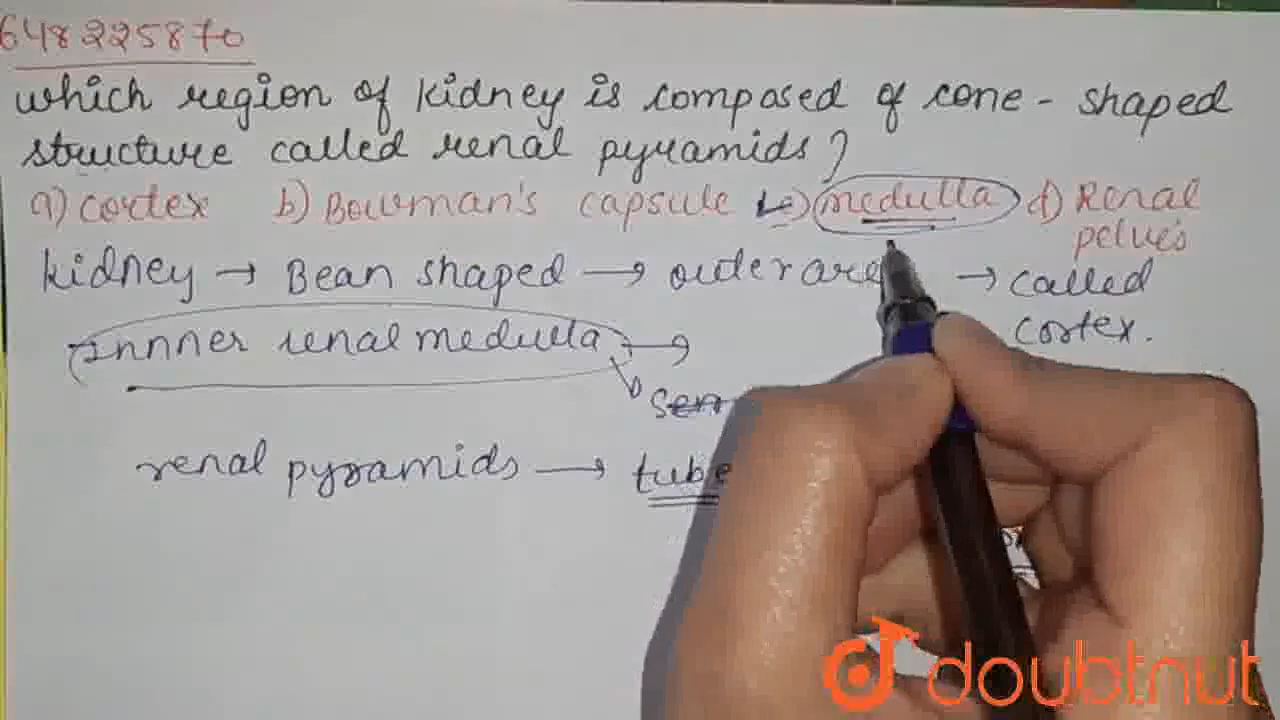 648225870
which region of kidney is composed of cone - shaped
structure called renal pyramids?
a) cortex b) Bowman's capsule c) medulla d) Renal
pelvis
kidney → Bean shaped → outer are → called
cortex.
Innner renal medulla →
renal pyramids → tube
doubtnut